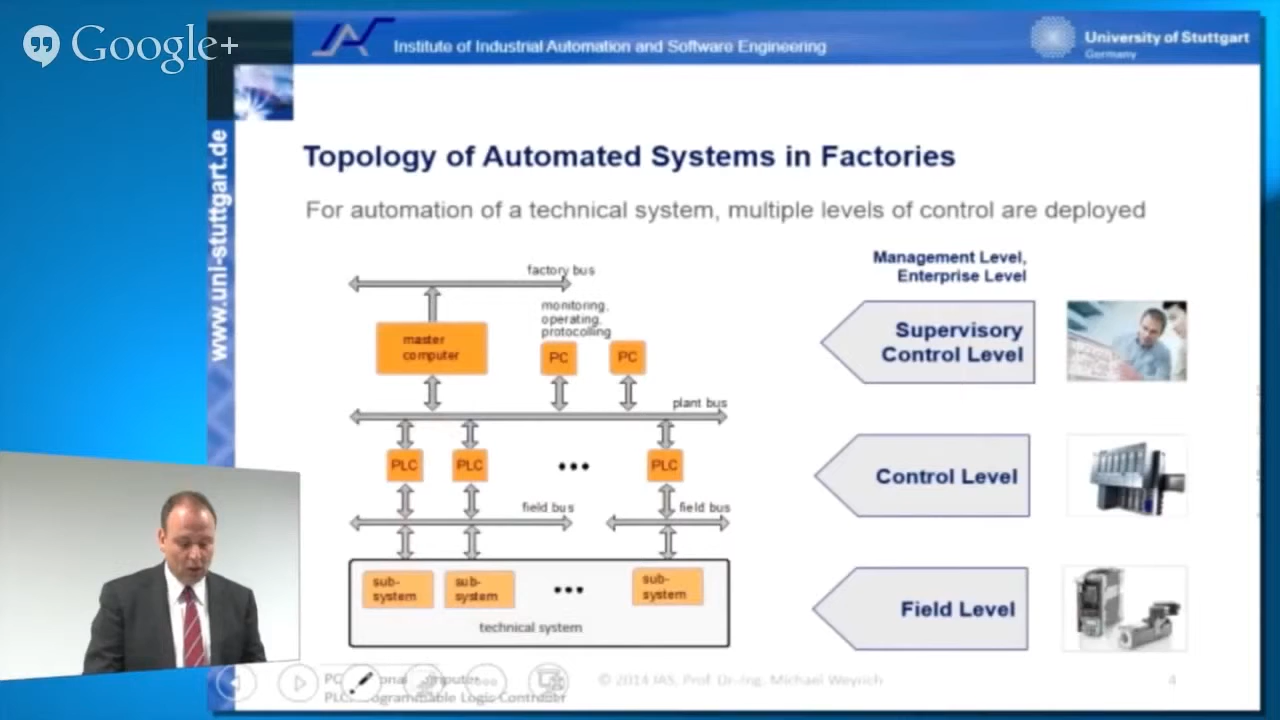 Google+
Institute of Industrial Automation and Software Engineering
University of Stuttgart
Germany
www.uni-stuttgart.de
Topology of Automated Systems in Factories
For automation of a technical system, multiple levels of control are deployed
factory bus
monitoring,
operating,
protocolling
master
computer
PC
PC
plant bus
PLC
PLC
•••
PLC
field bus
field bus
sub-
system
sub-
system
•••
sub-
system
technical system
Management Level,
Enterprise Level
Supervisory
Control Level
Control Level
Field Level
© 2014 IAS, Prof. Dr.-Ing. Michael Weyrich
4